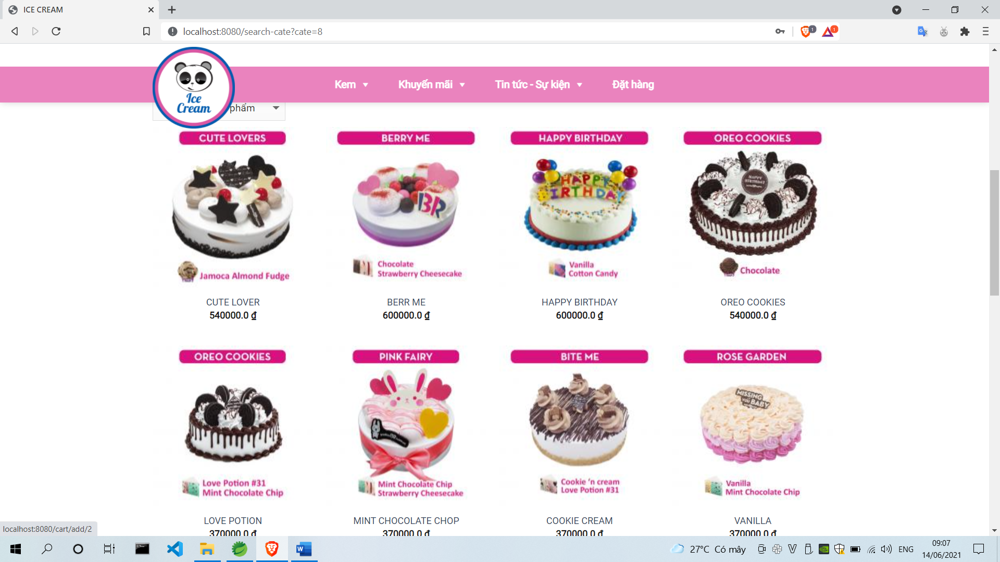 ICE CREAM
localhost:8080/search-cate?cate=8
1
1
Ice
Cream
Kem
Khuyến mãi
Tin tức - Sự kiện
Đặt hàng
phẩm
CUTE LOVERS
BERRY ME
HAPPY BIRTHDAY
OREO COOKIES
BR
HAPPY
BIRTHDAY
HAPPY
BIRTHDAY
Jamoca Almond Fudge
Chocolate
Strawberry Cheesecake
Vanilla
Cotton Candy
Chocolate
CUTE LOVER
540000.0 ₫
BERR ME
600000.0 ₫
HAPPY BIRTHDAY
600000.0 ₫
OREO COOKIES
540000.0 ₫
OREO COOKIES
PINK FAIRY
BITE ME
ROSE GARDEN
MISSING
YOU BABY
Love Potion #31
Mint Chocolate Chip
Mint Chocolate Chip
Strawberry Cheesecake
Cookie ‘n cream
Love Potion #31
Vanilla
Mint Chocolate Chip
LOVE POTION
370000.0 ₫
MINT CHOCOLATE CHOP
370000.0 ₫
COOKIE CREAM
370000.0 ₫
VANILLA
370000.0 ₫
localhost:8080/cart/add/2
27°C Có mây
ENG
09:07
14/06/2021